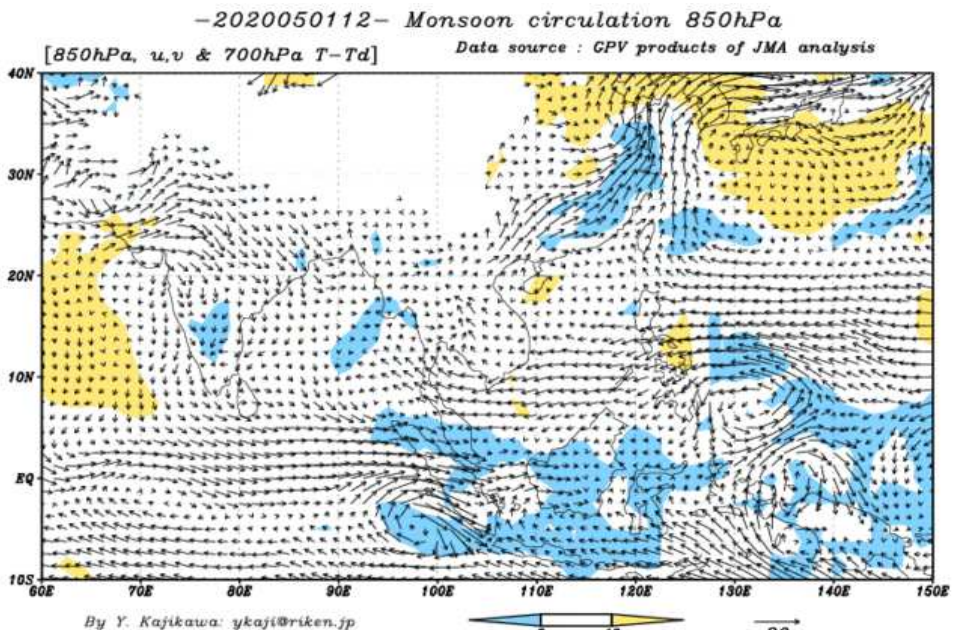 -2020050112- Monsoon circulation 850hPa
[850hPa, u,v & 700hPa T-Td]
Data source : GPV products of JMA analysis
40N
30N
20N
10N
EQ
10S
60E 70E 80E 90E 100E 110E 120E 130E 140E 150E
By Y. Kajikawa: ykaji@riken.jp